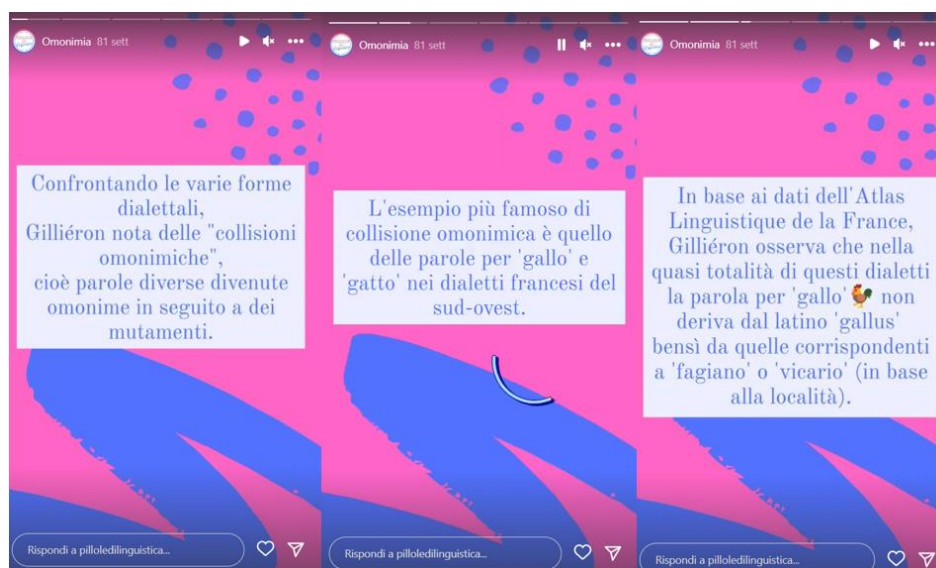 Omonimia 81 sett
Confrontando le varie forme
dialettali,
Gilliéron nota delle "collisioni
omonimiche",
cioè parole diverse divenute
omonime in seguito a dei
mutamenti.
Rispondi a pilloledilinguistica...
Omonimia 81 sett
L'esempio più famoso di
collisione omonimica è quello
delle parole per 'gallo' e
'gatto' nei dialetti francesi del
sud-ovest.
Rispondi a pilloledilinguistica...
Omonimia 81 sett
In base ai dati dell'Atlas
Linguistique de la France,
Gilliéron osserva che nella
quasi totalità di questi dialetti
la parola per 'gallo'🐓 non
deriva dal latino 'gallus'
bensì da quelle corrispondenti
a 'fagiano' o 'vicario' (in base
alla località).
Rispondi a pilloledilinguistica...